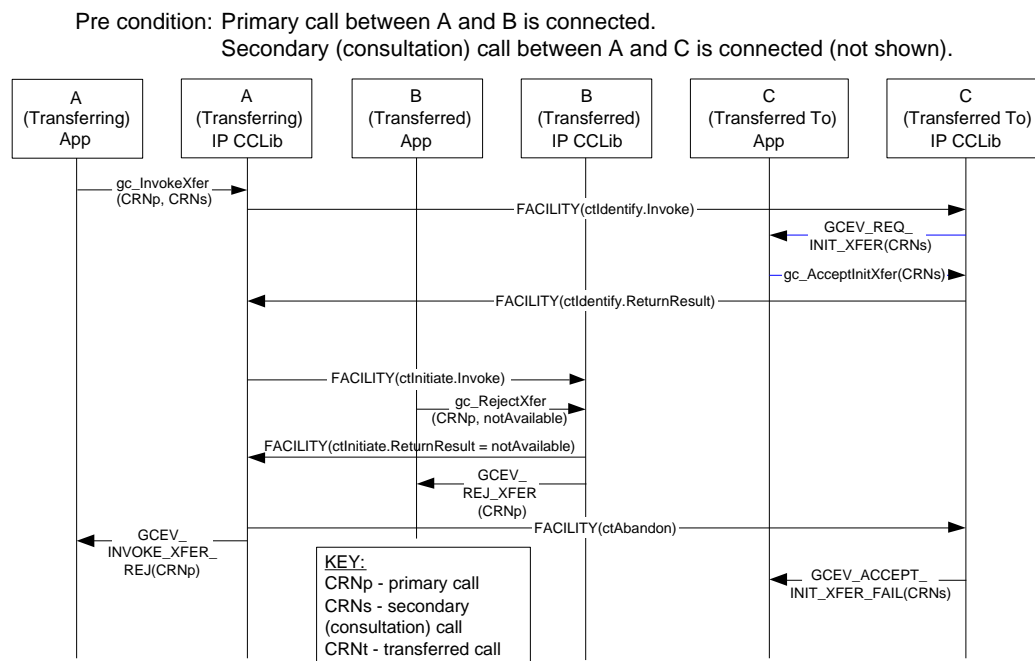 Pre condition: Primary call between A and B is connected.
Secondary (consultation) call between A and C is connected (not shown).
A
(Transferring)
App
A
(Transferring)
IP CCLib
B
(Transferred)
App
B
(Transferred)
IP CCLib
C
(Transferred To)
App
C
(Transferred To)
IP CCLib
gc_InvokeXfer
(CRNp, CRNs)
FACILITY(ctIdentify.Invoke)
GCEV_REQ_
INIT_XFER(CRNs)
gc_AcceptInitXfer(CRNs)
FACILITY(ctIdentify.ReturnResult)
FACILITY(ctInitiate.Invoke)
gc_RejectXfer
(CRNp, notAvailable)
FACILITY(ctInitiate.ReturnResult = notAvailable)
GCEV_
REJ_XFER
(CRNp)
FACILITY(ctAbandon)
GCEV_
INVOKE_XFER_
REJ(CRNp)
GCEV_ACCEPT_
INIT_XFER_FAIL(CRNs)
KEY:
CRNp - primary call
CRNs - secondary
(consultation) call
CRNt - transferred call